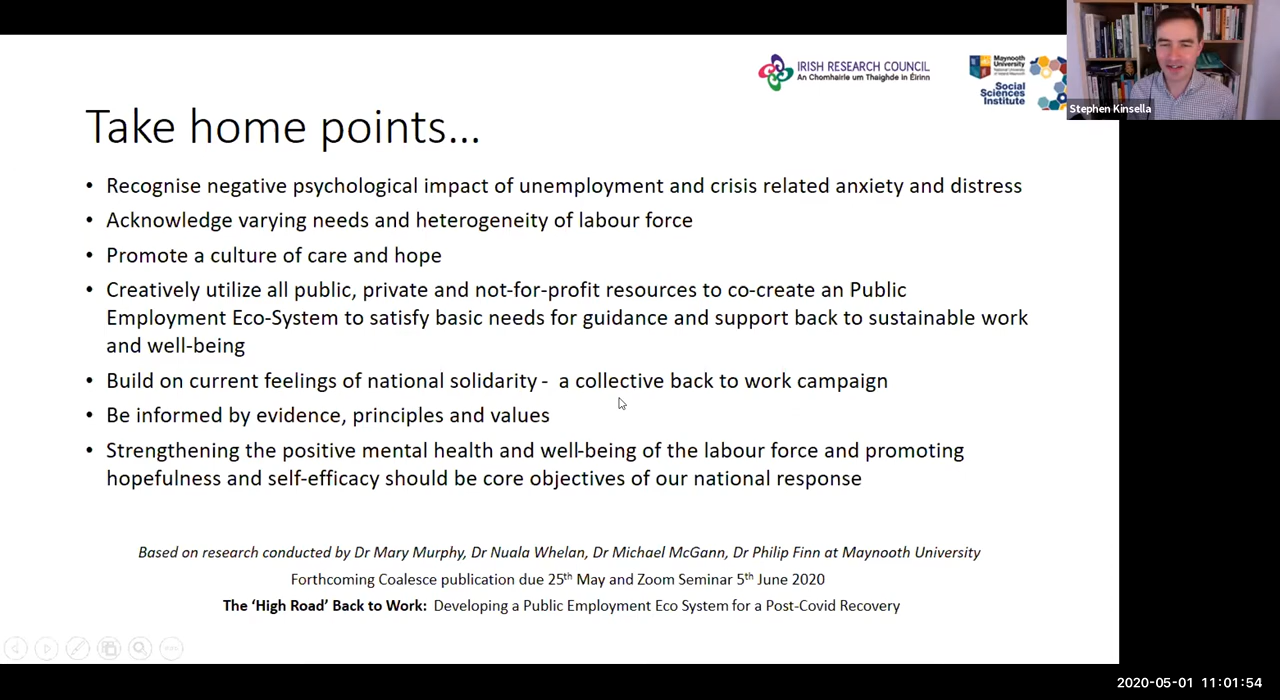 IRISH RESEARCH COUNCIL
An Chomhairle um Thaighde in Éirinn
Maynooth
University
Social
Sciences
Institute
Stephen Kinsella
Take home points...
• Recognise negative psychological impact of unemployment and crisis related anxiety and distress
• Acknowledge varying needs and heterogeneity of labour force
• Promote a culture of care and hope
• Creatively utilize all public, private and not-for-profit resources to co-create an Public
Employment Eco-System to satisfy basic needs for guidance and support back to sustainable work
and well-being
• Build on current feelings of national solidarity - a collective back to work campaign
• Be informed by evidence, principles and values
• Strengthening the positive mental health and well-being of the labour force and promoting
hopefulness and self-efficacy should be core objectives of our national response
Based on research conducted by Dr Mary Murphy, Dr Nuala Whelan, Dr Michael McGann, Dr Philip Finn at Maynooth University
Forthcoming Coalesce publication due 25th May and Zoom Seminar 5th June 2020
The ‘High Road’ Back to Work: Developing a Public Employment Eco System for a Post-Covid Recovery
2020-05-01 11:01:54